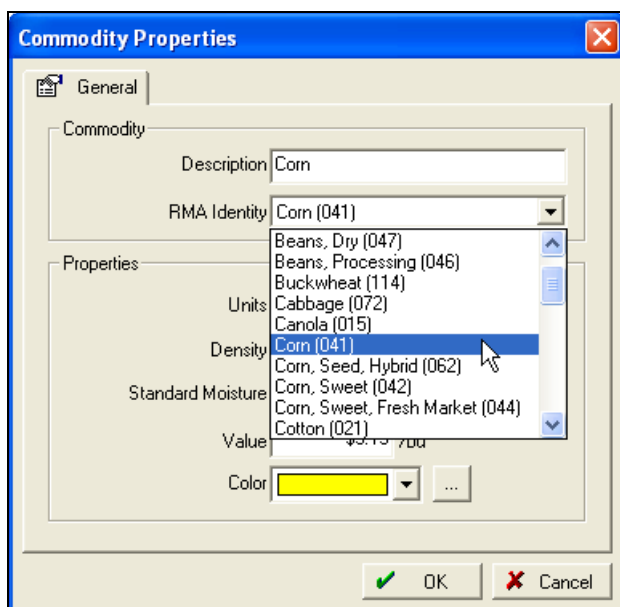 Commodity Properties
General
Commodity
Description Corn
RMA Identity Corn (041)
Beans, Dry (047)
Beans, Processing (046)
Buckwheat (114)
Cabbage (072)
Canola (015)
Corn (041)
Corn, Seed, Hybrid (062)
Corn, Sweet (042)
Corn, Sweet, Fresh Market (044)
Cotton (021)
Properties
Units
Density
Standard Moisture
Value /bu
Color ...
OK Cancel